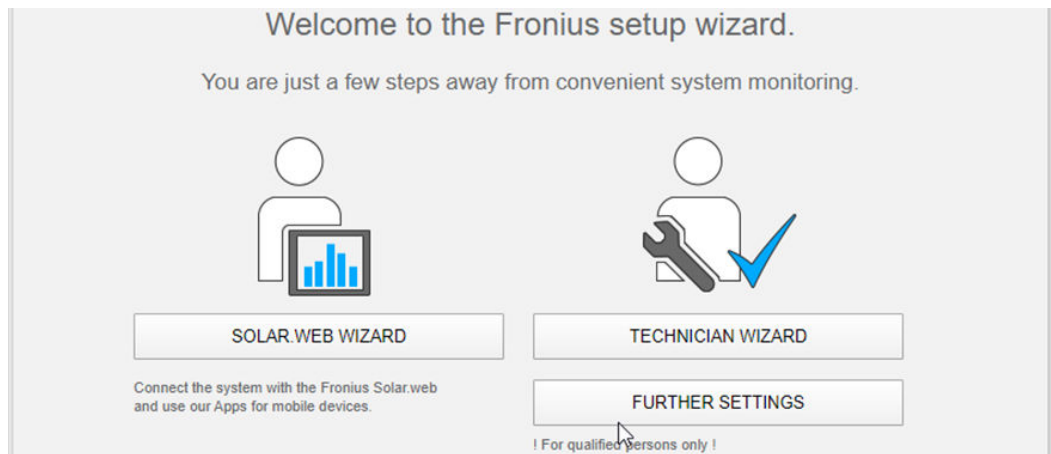 Welcome to the Fronius setup wizard.
You are just a few steps away from convenient system monitoring.
SOLAR.WEB WIZARD
Connect the system with the Fronius Solar.web
and use our Apps for mobile devices.
TECHNICIAN WIZARD
FURTHER SETTINGS
! For qualified persons only !